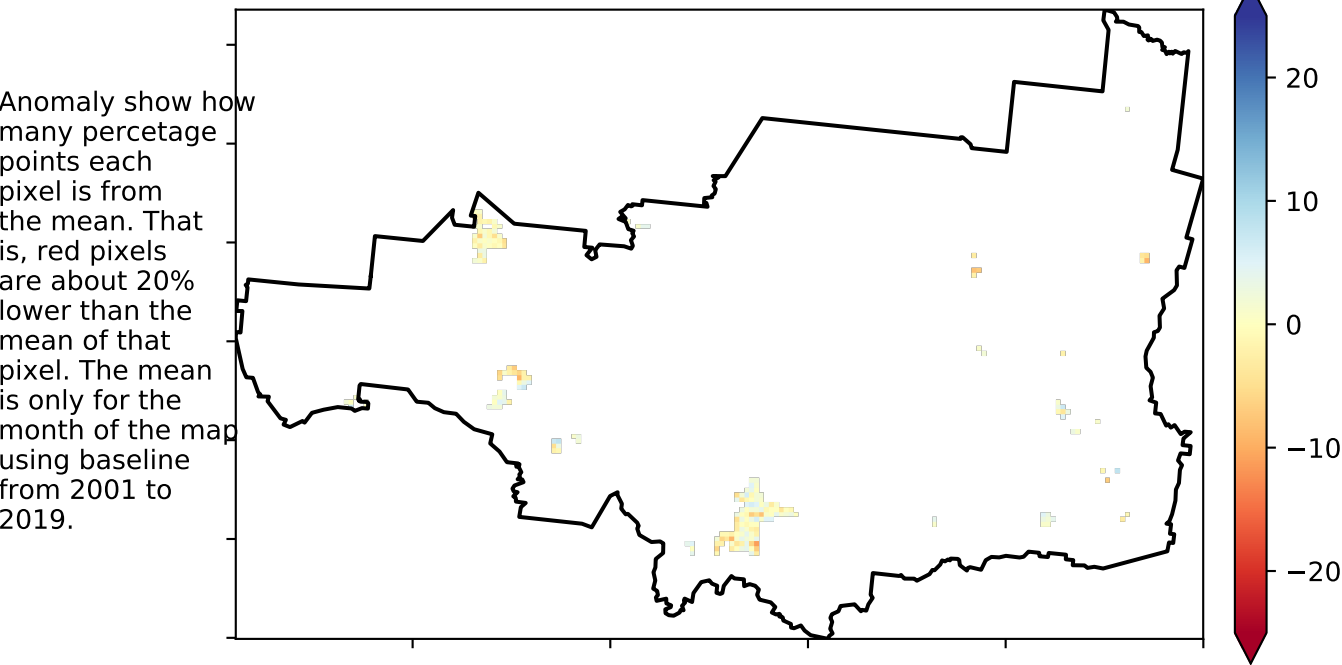 Anomaly show how
many percetage
points each
pixel is from
the mean. That
is, red pixels
are about 20%
lower than the
mean of that
pixel. The mean
is only for the
month of the map
using baseline
from 2001 to
2019.
20
10
0
−10
−20